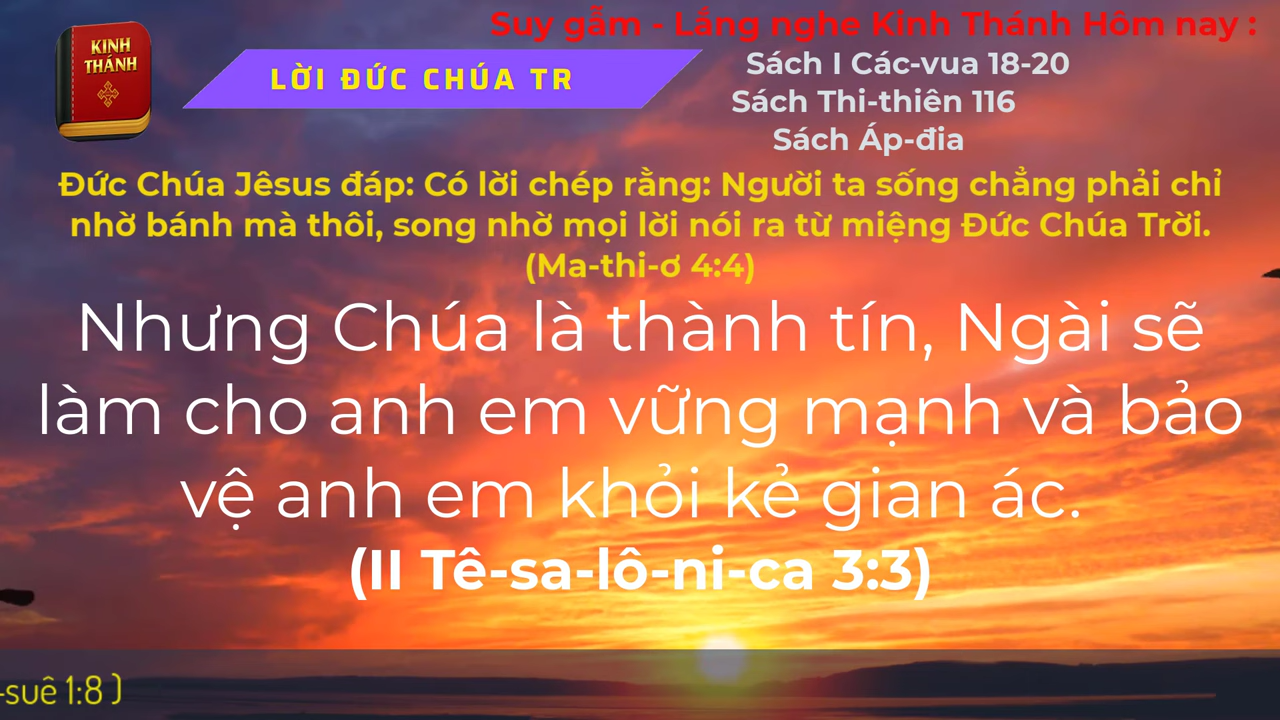 Suy gẫm - Lắng nghe Kinh Thánh Hôm nay :
KINH
THÁNH
LỜI ĐỨC CHÚA TR
Sách I Các-vua 18-20
Sách Thi-thiên 116
Sách Áp-đia
Đức Chúa Jêsus đáp: Có lời chép rằng: Người ta sống chẳng phải chỉ
nhờ bánh mà thôi, song nhờ mọi lời nói ra từ miệng Đức Chúa Trời.
(Ma-thi-ơ 4:4)
Nhưng Chúa là thành tín, Ngài sẽ
làm cho anh em vững mạnh và bảo
vệ anh em khỏi kẻ gian ác.
(II Tê-sa-lô-ni-ca 3:3)
-suê 1:8 )